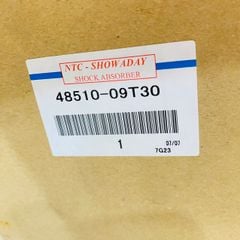 NTC - SHOWADAY
SHOCK ABSORBER
48510-09T30
1
07/07
7G23